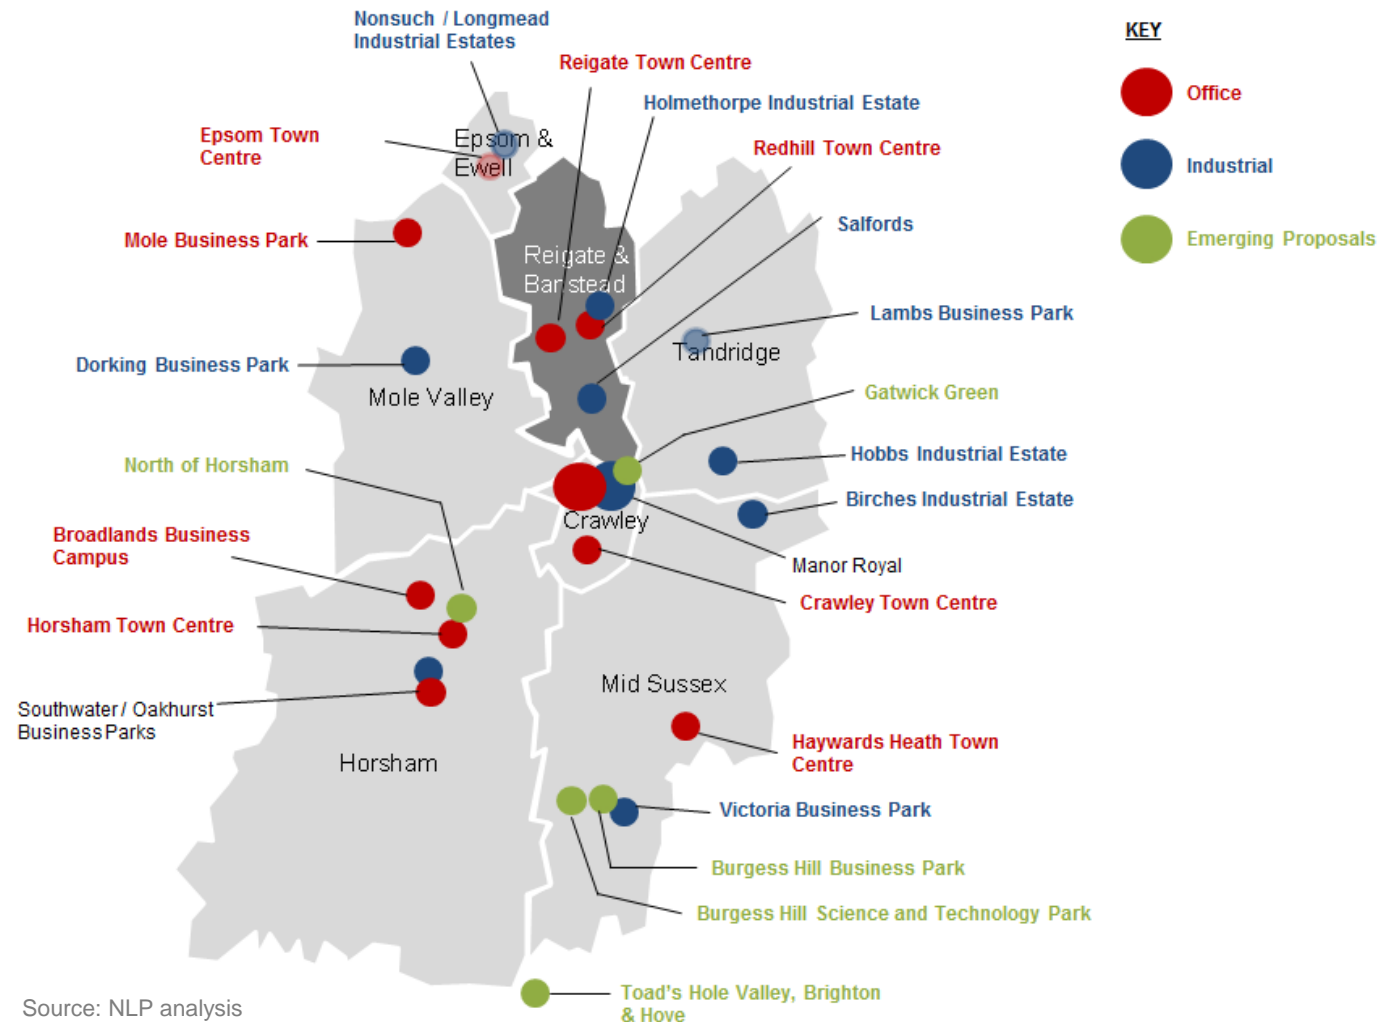 Nonsuch / Longmead
Industrial Estates
KEY
Reigate Town Centre
Office
Holmethorpe Industrial Estate
Epsom Town
Centre
Epsom &
Ewell
Redhill Town Centre
Industrial
Salfords
Mole Business Park
Emerging Proposals
Reigate &
Banstead
Lambs Business Park
Tandridge
Dorking Business Park
Mole Valley
Gatwick Green
North of Horsham
Hobbs Industrial Estate
Birches Industrial Estate
Crawley
Broadlands Business
Campus
Manor Royal
Crawley Town Centre
Horsham Town Centre
Mid Sussex
Southwater / Oakhurst
Business Parks
Haywards Heath Town
Centre
Horsham
Victoria Business Park
Burgess Hill Business Park
Burgess Hill Science and Technology Park
Toad's Hole Valley, Brighton
& Hove
Source: NLP analysis